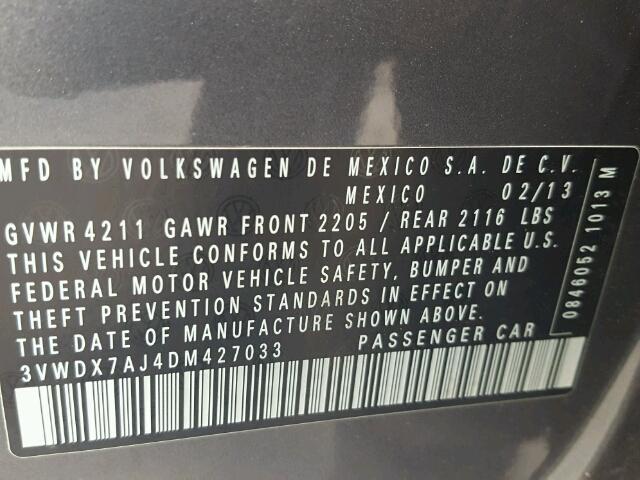 MFD BY VOLKSWAGEN DE MEXICO S.A. DE C.V.
MEXICO 02/13
GVWR 4211 GAWR FRONT 2205 / REAR 2116 LBS
THIS VEHICLE CONFORMS TO ALL APPLICABLE U.S.
FEDERAL MOTOR VEHICLE SAFETY, BUMPER AND
THEFT PREVENTION STANDARDS IN EFFECT ON
THE DATE OF MANUFACTURE SHOWN ABOVE.
3VWDX7AJ4DM427033 PASSENGER CAR
0846052 1013 M